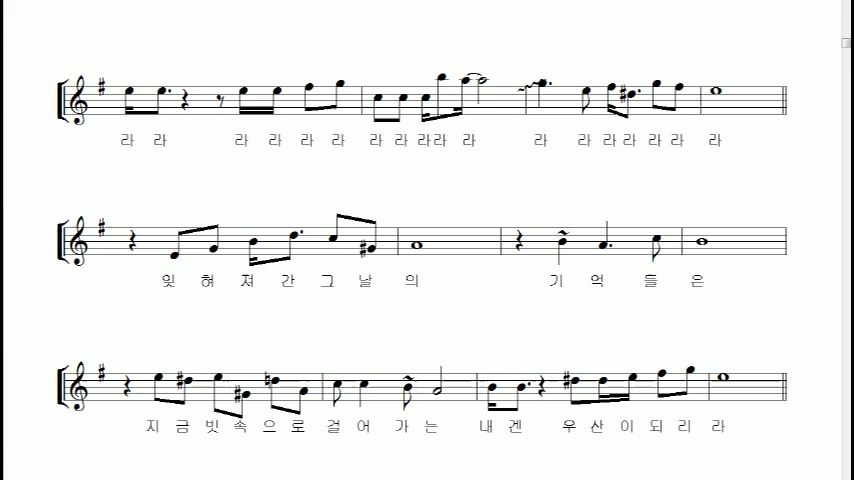 라 라 라 라 라 라 라 라 라라 라 라 라 라라 라 라 라
잊 혀 져 간 그 날 의 기 억 들 은
지 금 빗 속 으 로 걸 어 가 는 내 겐 우 산 이 되 리 라